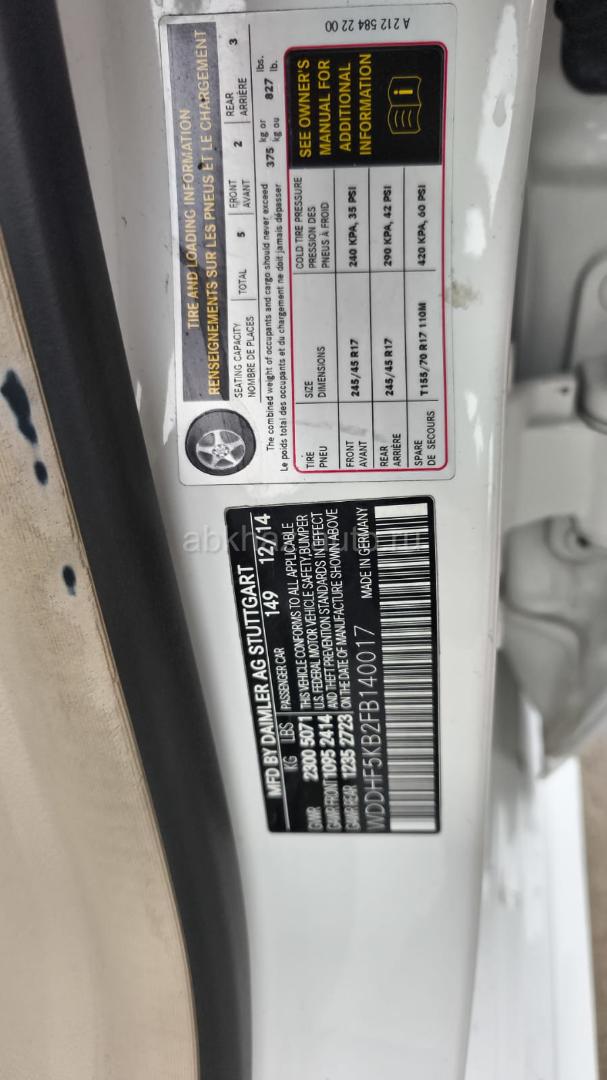 A 212 584 22 00
TIRE AND LOADING INFORMATION
RENSEIGNEMENTS SUR LES PNEUS ET LE CHARGEMENT
SEATING CAPACITY TOTAL 5 FRONT 2 REAR 3
NOMBRE DE PLACES AVANT ARRIÈRE
The combined weight of occupants and cargo should never exceed 375 kg or 827 lbs.
Le poids total des occupants et du chargement ne doit jamais dépasser kg ou lb.
TIRE SIZE COLD TIRE PRESSURE
PNEU DIMENSIONS PRESSION DES
PNEUS À FROID
FRONT 245/45 R17 240 KPA, 35 PSI
AVANT
REAR 245/45 R17 290 KPA, 42 PSI
ARRIÈRE
SPARE T155/70 R17 110M 420 KPA, 60 PSI
DE SECOURS
SEE OWNER'S
MANUAL FOR
ADDITIONAL
INFORMATION
MFD BY DAIMLER AG STUTTGART
KG LBS PASSENGER CAR 149 12/14
GVWR 2300 5071 THIS VEHICLE CONFORMS TO ALL APPLICABLE
U.S. FEDERAL MOTOR VEHICLE SAFETY, BUMPER
GAWR FRONT 1095 2414 AND THEFT PREVENTION STANDARDS IN EFFECT
GAWR REAR 1235 2723 ON THE DATE OF MANUFACTURE SHOWN ABOVE
WDDHF5KB2FB140017 MADE IN GERMANY